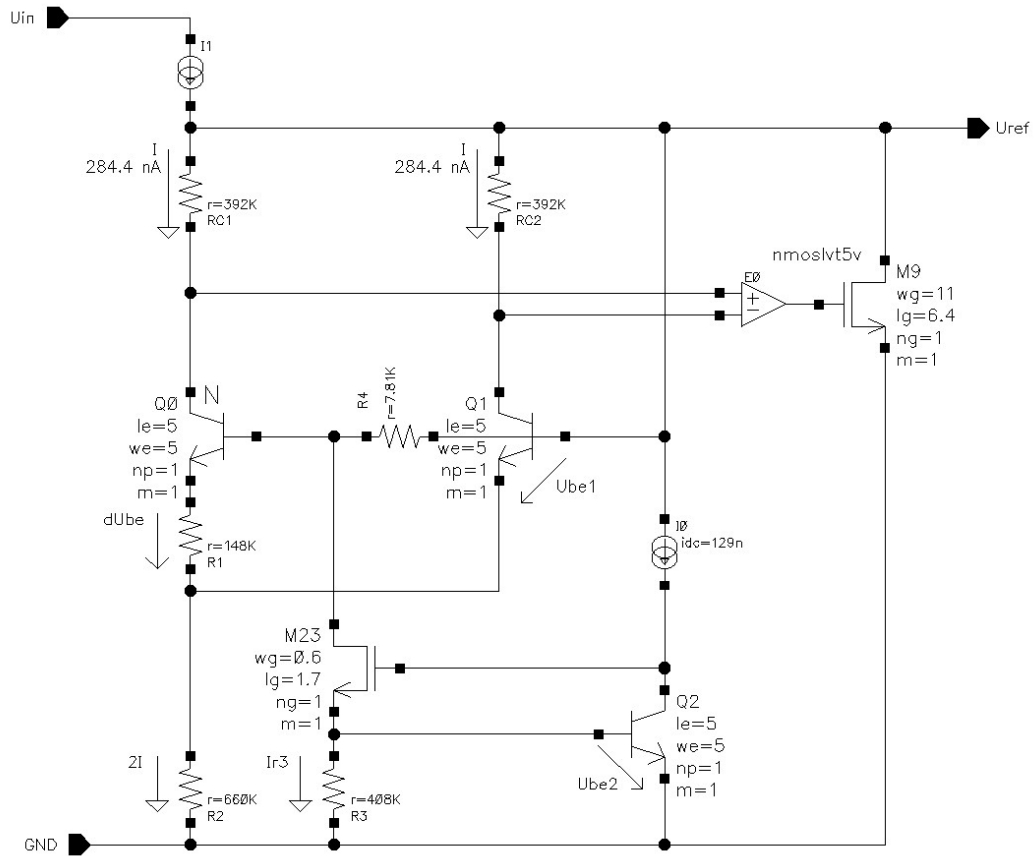 Uin
I1
Uref
I
284.4 nA
r=392K
RC1
I
284.4 nA
r=392K
RC2
nmoslvt5v
E0
+
−
M9
wg=11
lg=6.4
ng=1
m=1
Q0
N
le=5
we=5
np=1
m=1
R4
r=7.81K
Q1
le=5
we=5
np=1
m=1
Ube1
dUbe
r=148K
R1
I0
idc=129n
M23
wg=0.6
lg=1.7
ng=1
m=1
Q2
le=5
we=5
np=1
m=1
Ube2
2I
r=660K
R2
Ir3
r=408K
R3
GND